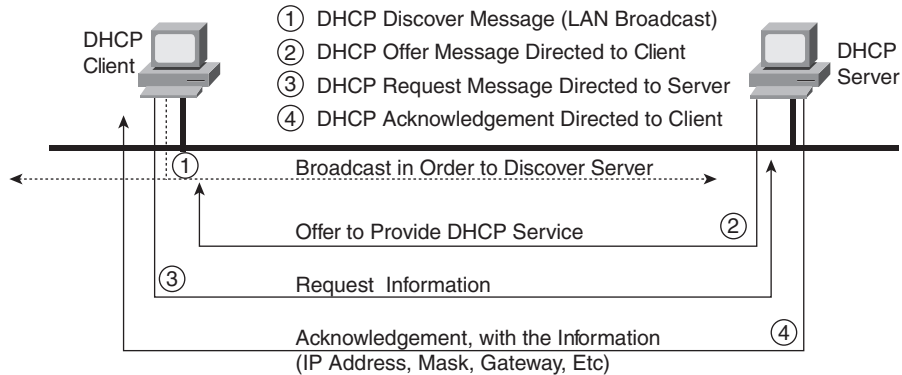 ① DHCP Discover Message (LAN Broadcast)
② DHCP Offer Message Directed to Client
③ DHCP Request Message Directed to Server
④ DHCP Acknowledgement Directed to Client
DHCP
Client
DHCP
Server
① Broadcast in Order to Discover Server
Offer to Provide DHCP Service ②
③ Request Information
Acknowledgement, with the Information ④
(IP Address, Mask, Gateway, Etc)